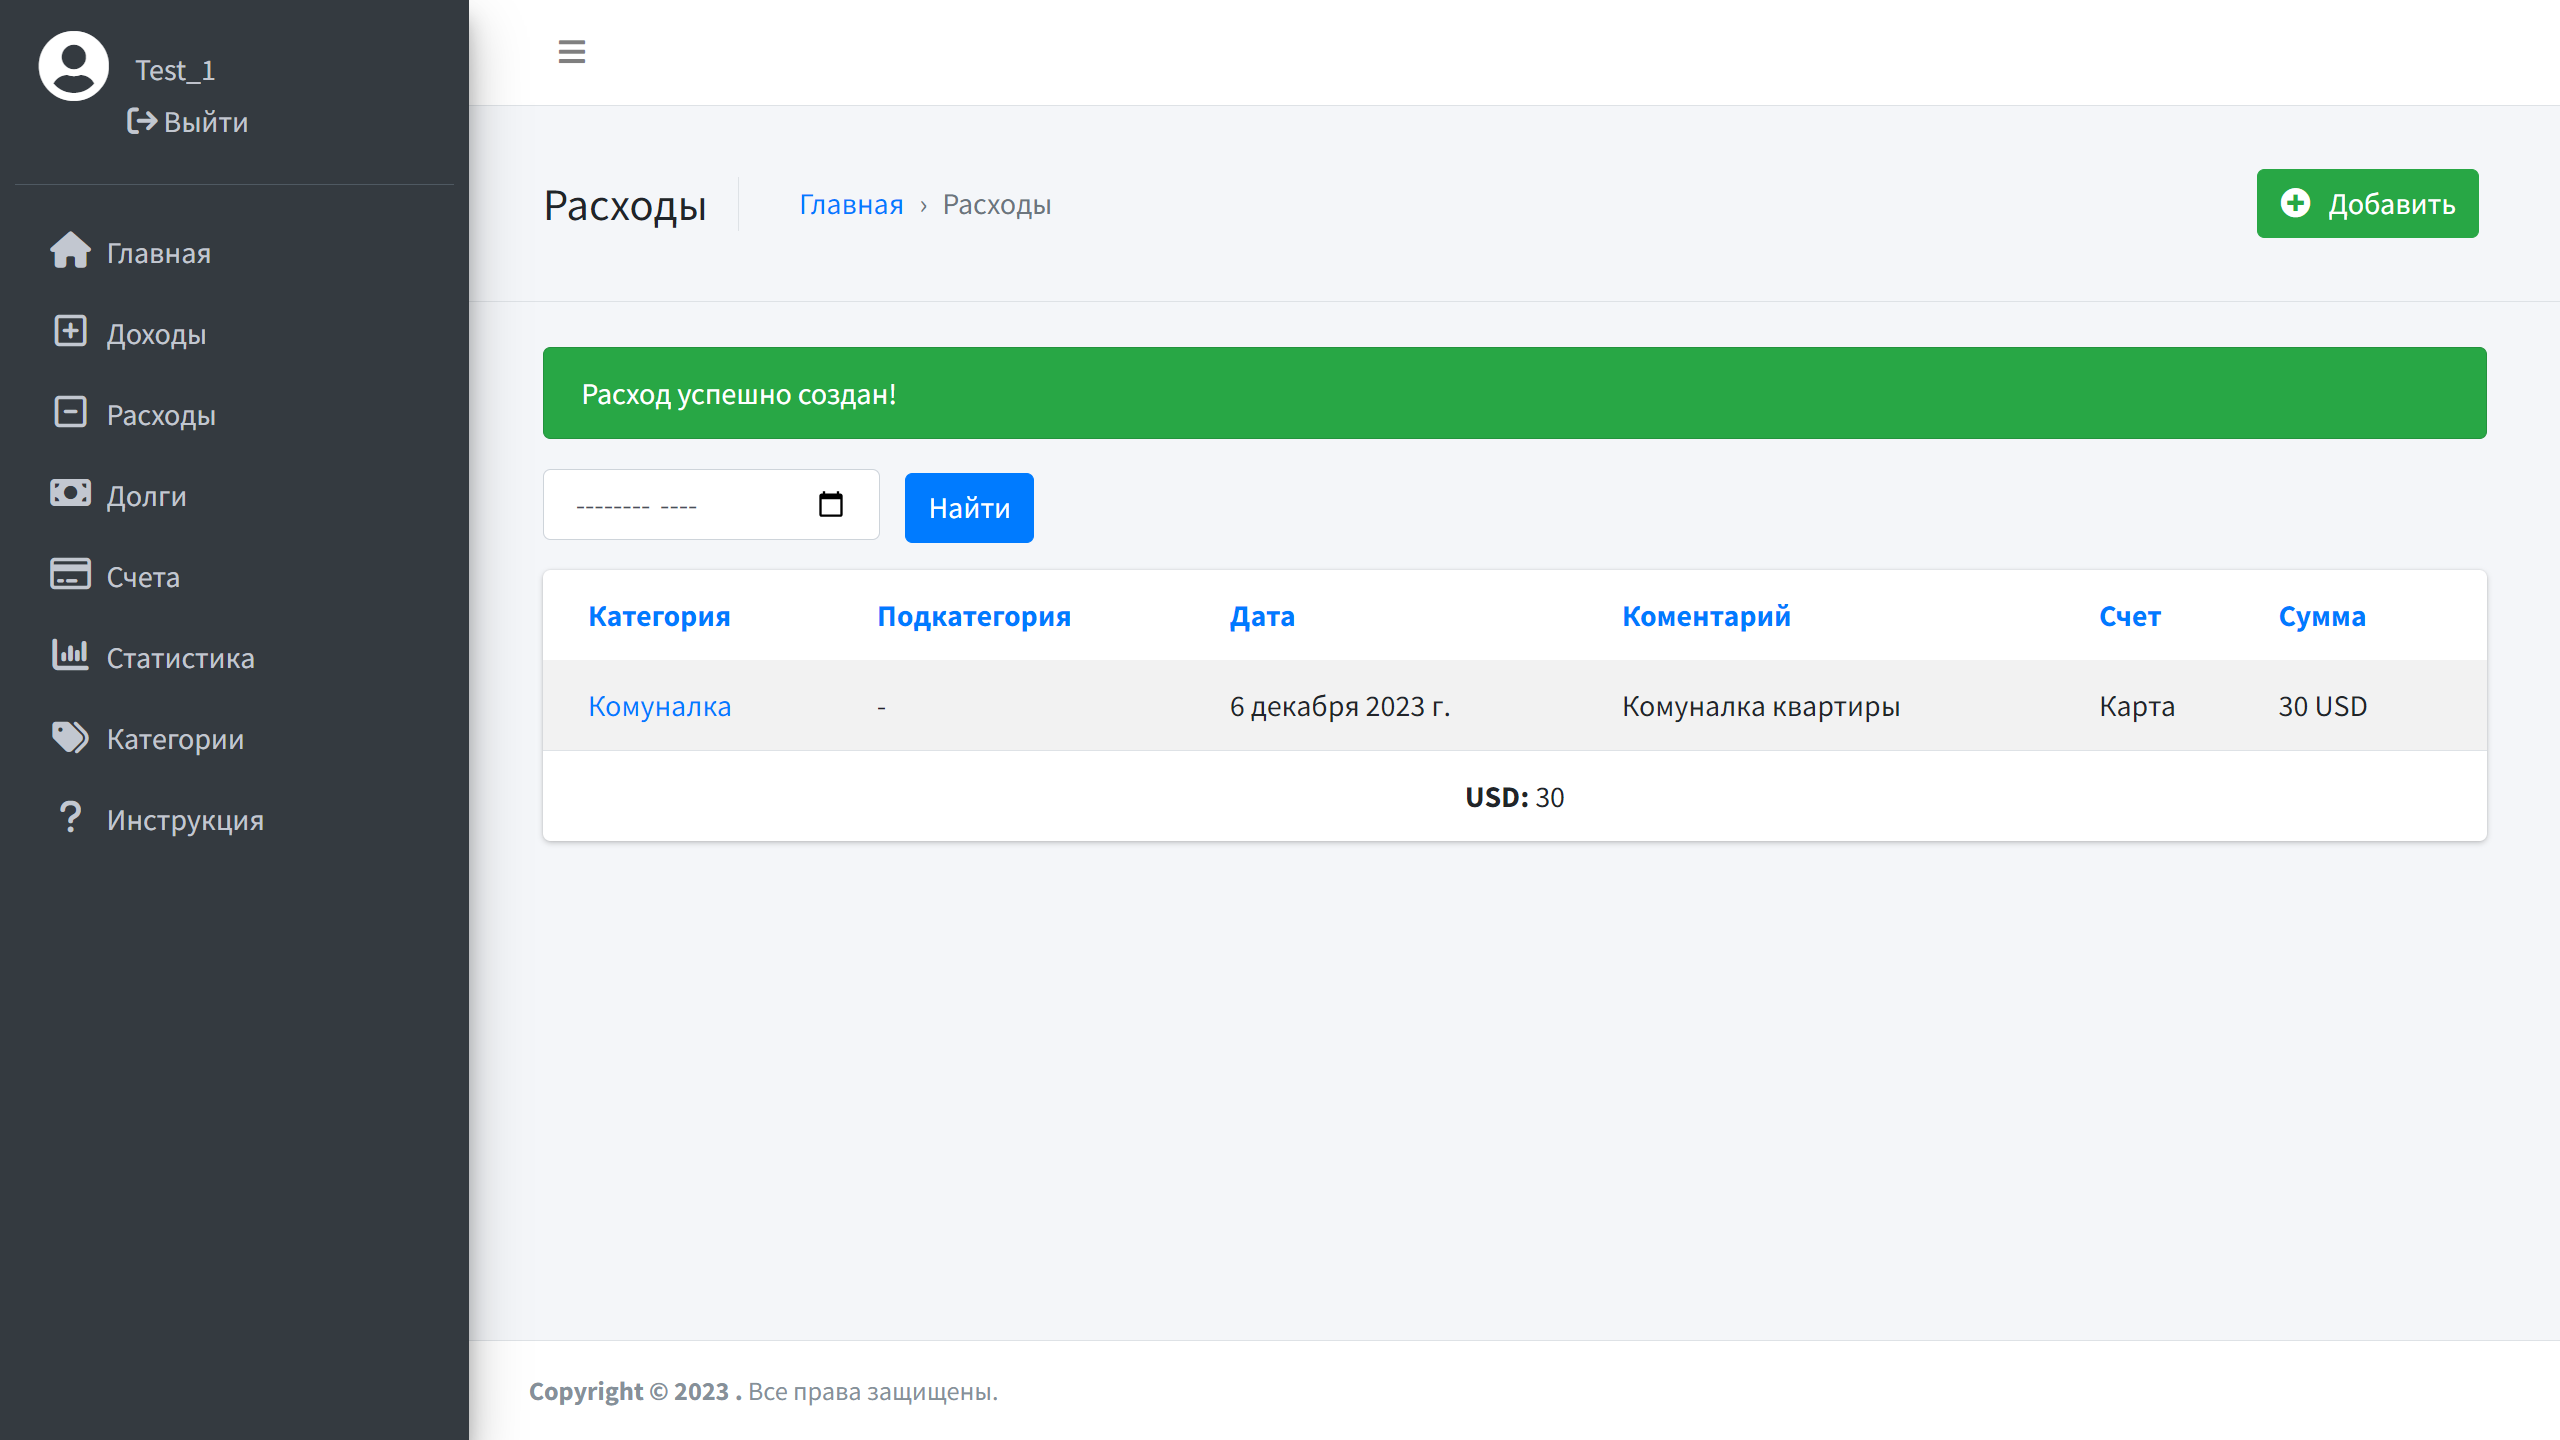 Test_1
Выйти
Главная
Доходы
Расходы
Долги
Счета
Статистика
Категории
Инструкция
Расходы
Главная › Расходы
Добавить
Расход успешно создан!
-------- ----
Найти
Категория Подкатегория Дата Коментарий Счет Сумма
Комуналка - 6 декабря 2023 г. Комуналка квартиры Карта 30 USD
USD: 30
Copyright © 2023 . Все права защищены.